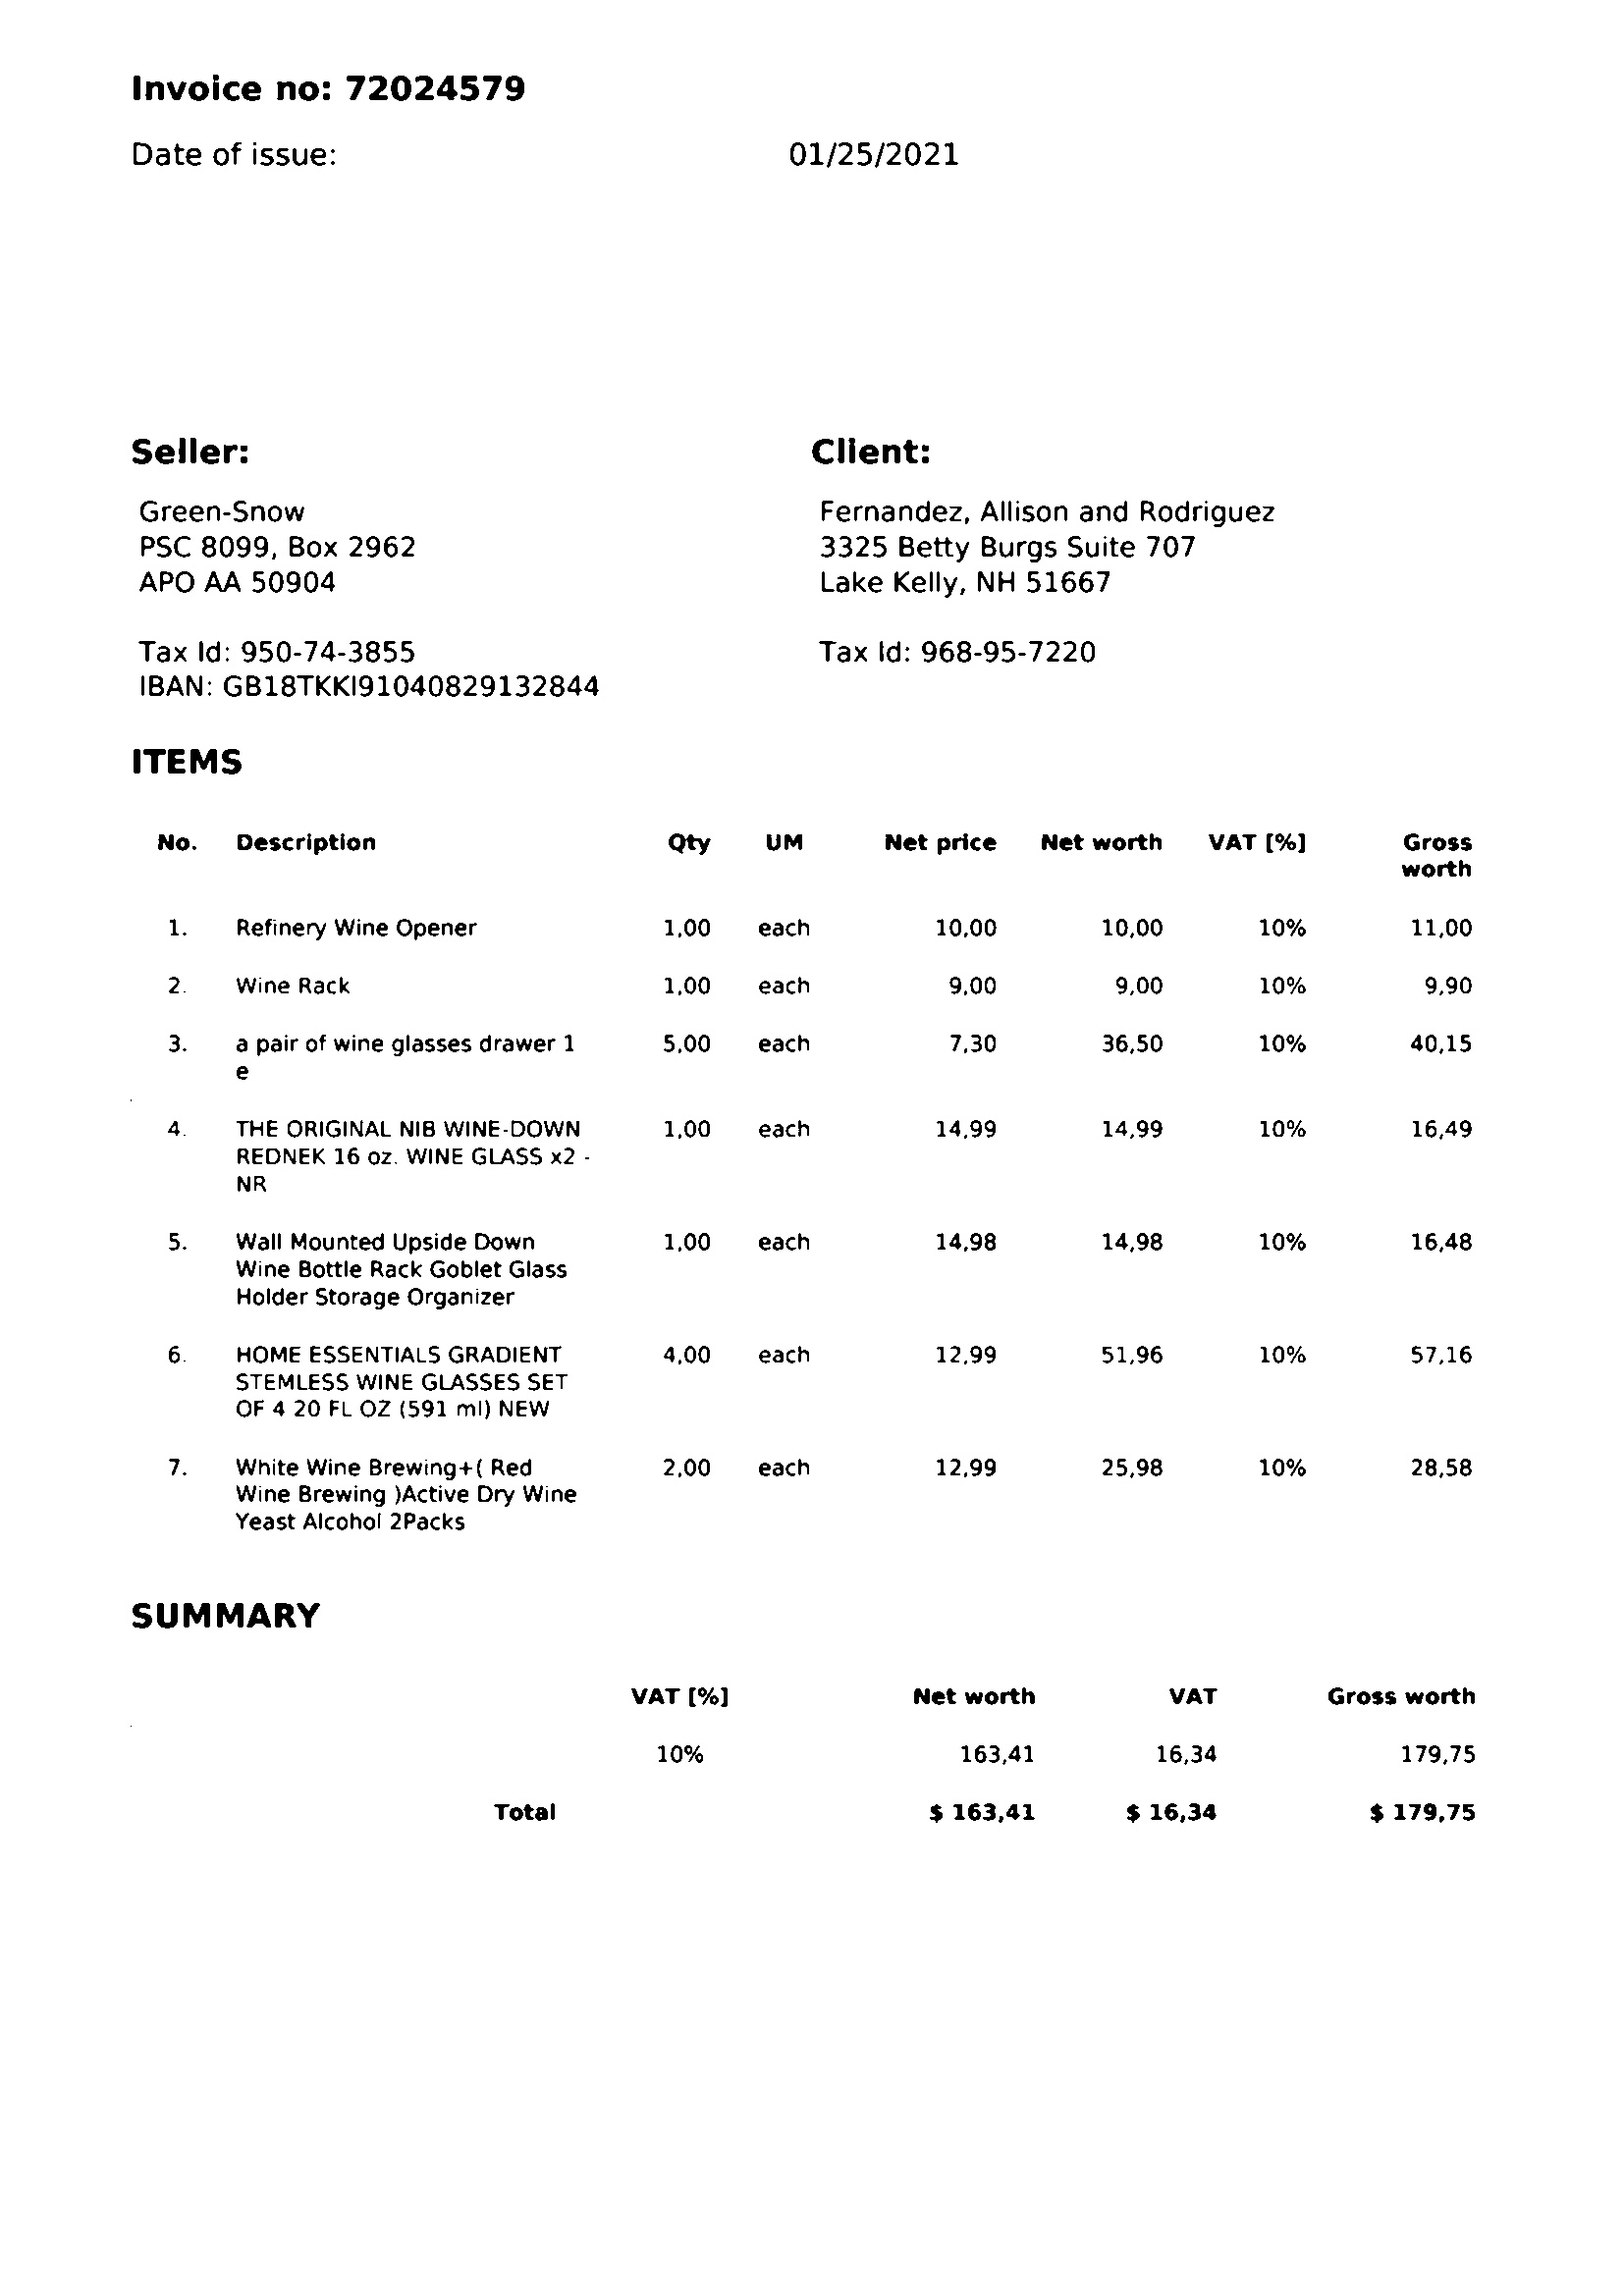 Invoice no: 72024579
Date of issue: 01/25/2021
Seller: Client:
Green-Snow Fernandez, Allison and Rodriguez
PSC 8099, Box 2962 3325 Betty Burgs Suite 707
APO AA 50904 Lake Kelly, NH 51667
Tax Id: 950-74-3855 Tax Id: 968-95-7220
IBAN: GB18TKKI91040829132844
ITEMS
No. Description Qty UM Net price Net worth VAT [%] Gross
worth
1. Refinery Wine Opener 1,00 each 10,00 10,00 10% 11,00
2. Wine Rack 1,00 each 9,00 9,00 10% 9,90
3. a pair of wine glasses drawer 1 5,00 each 7,30 36,50 10% 40,15
e
4. THE ORIGINAL NIB WINE-DOWN 1,00 each 14,99 14,99 10% 16,49
REDNEK 16 oz. WINE GLASS x2 -
NR
5. Wall Mounted Upside Down 1,00 each 14,98 14,98 10% 16,48
Wine Bottle Rack Goblet Glass
Holder Storage Organizer
6. HOME ESSENTIALS GRADIENT 4,00 each 12,99 51,96 10% 57,16
STEMLESS WINE GLASSES SET
OF 4 20 FL OZ (591 ml) NEW
7. White Wine Brewing+( Red 2,00 each 12,99 25,98 10% 28,58
Wine Brewing )Active Dry Wine
Yeast Alcohol 2Packs
SUMMARY
VAT [%] Net worth VAT Gross worth
10% 163,41 16,34 179,75
Total $ 163,41 $ 16,34 $ 179,75